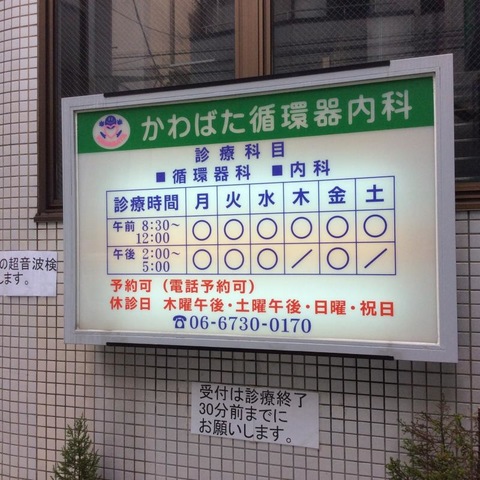 かわばた循環器内科
診療科目
■循環器科 ■内科
診療時間 月 火 水 木 金 土
午前 8:30~
12:00 ○ ○ ○ ○ ○ ○
午後 2:00~
5:00 ○ ○ ○ / ○ /
予約可(電話予約可)
休診日 木曜午後・土曜午後・日曜・祝日
☎06-6730-0170
の超音波検
します。
受付は診療終了
30分前までに
お願いします。